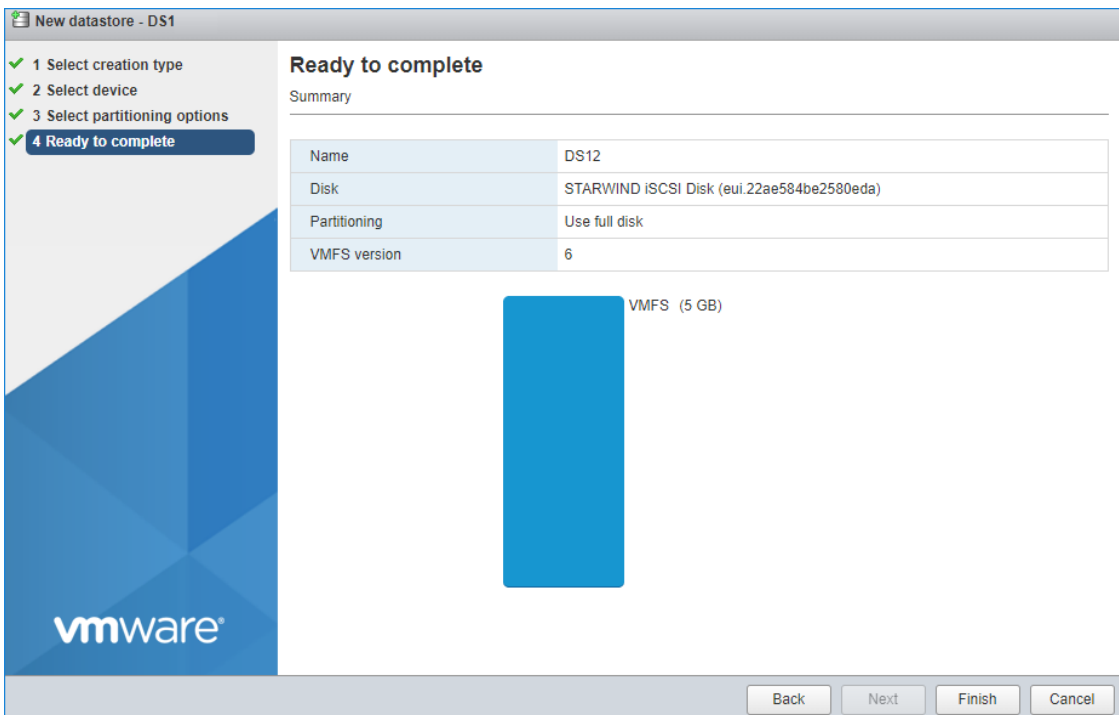 New datastore - DS1
1 Select creation type
2 Select device
3 Select partitioning options
4 Ready to complete
Ready to complete
Summary
Name DS12
Disk STARWIND iSCSI Disk (eui.22ae584be2580eda)
Partitioning Use full disk
VMFS version 6
VMFS (5 GB)
vmware®
Back Next Finish Cancel